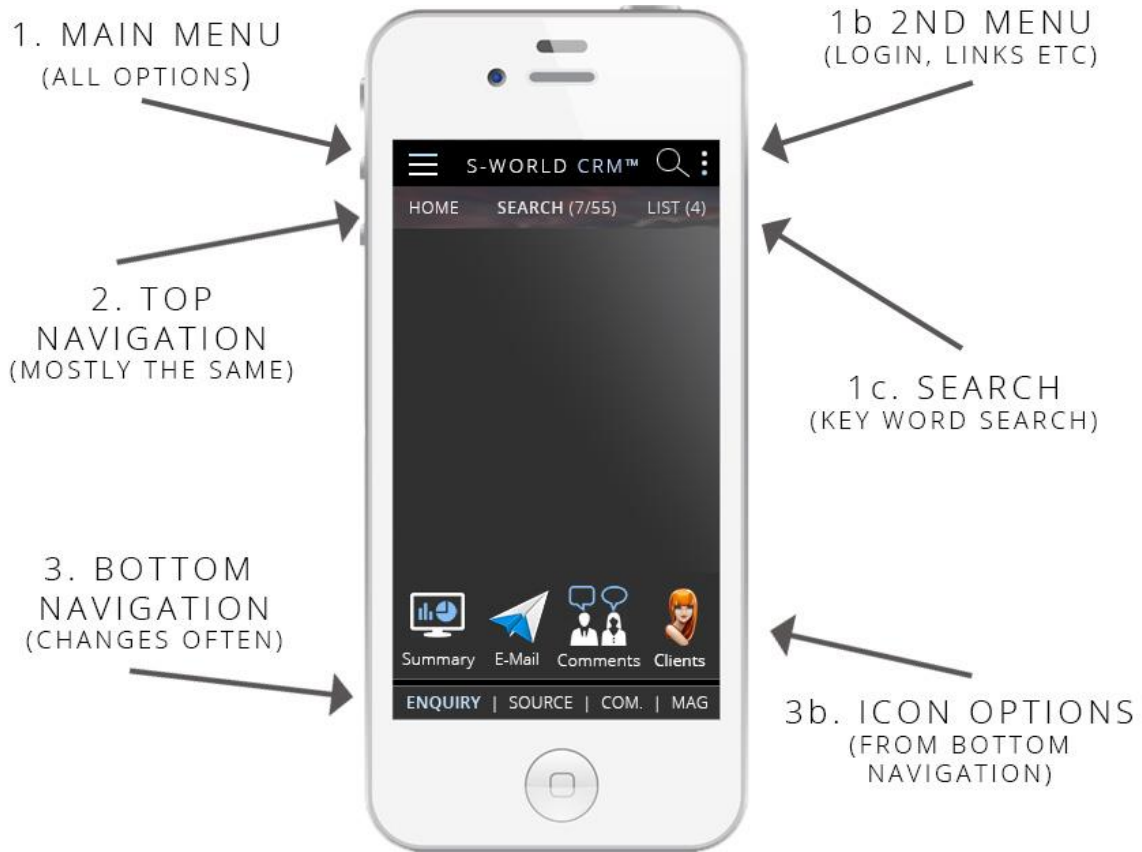 1. MAIN MENU
(ALL OPTIONS)
1b 2ND MENU
(LOGIN, LINKS ETC)
S-WORLD CRM™
HOME SEARCH (7/55) LIST (4)
2. TOP
NAVIGATION
(MOSTLY THE SAME)
1c. SEARCH
(KEY WORD SEARCH)
3. BOTTOM
NAVIGATION
(CHANGES OFTEN)
Summary E-Mail Comments Clients
ENQUIRY | SOURCE | COM. | MAG
3b. ICON OPTIONS
(FROM BOTTOM
NAVIGATION)